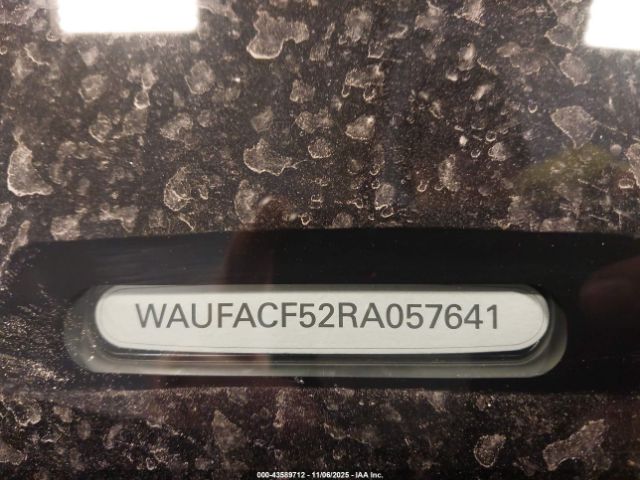 WAUFACF52RA057641
000-43589712 - 11/06/2025 - IAA Inc.